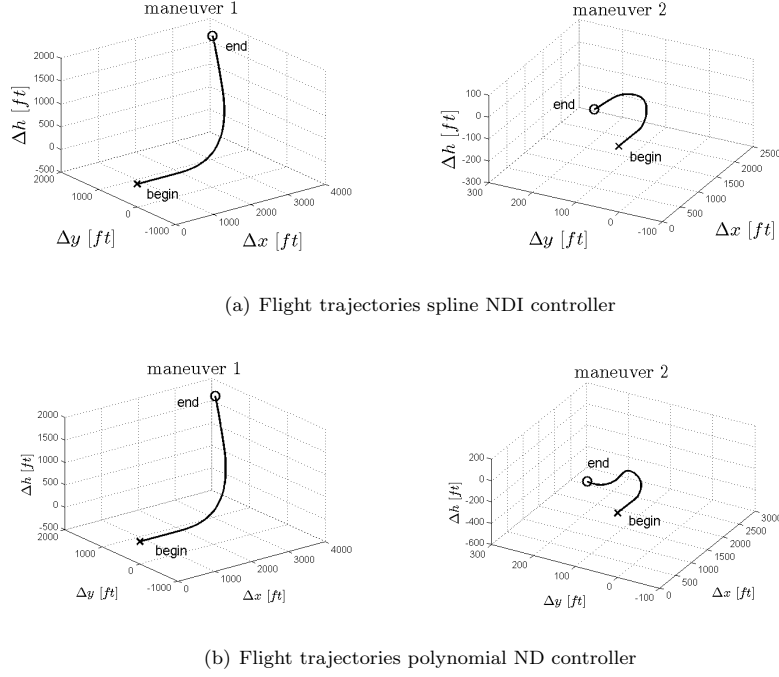 maneuver 1
2000
1500
1000
500
0
-500
Δh [ft]
2000
1000
0
-1000
Δy [ft]
0
1000
2000
3000
4000
Δx [ft]
begin
end
maneuver 2
100
0
-100
-200
-300
Δh [ft]
300
200
100
0
-100
Δy [ft]
0
500
1000
1500
2000
2500
Δx [ft]
end
begin
(a) Flight trajectories spline NDI controller
maneuver 1
2000
1500
1000
500
0
-500
Δh [ft]
2000
1000
0
-1000
Δy [ft]
0
1000
2000
3000
4000
Δx [ft]
end
begin
maneuver 2
200
0
-200
-400
-600
Δh [ft]
300
200
100
0
-100
Δy [ft]
0
500
1000
1500
2000
2500
3000
Δx [ft]
end
begin
(b) Flight trajectories polynomial ND controller